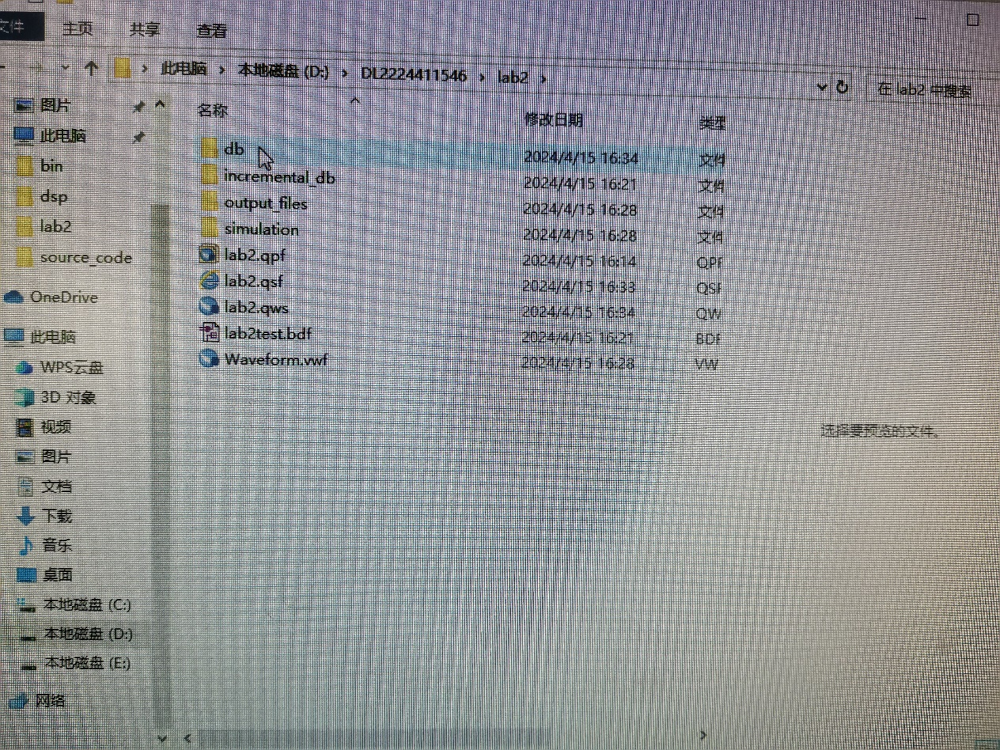 文件 主页 共享 查看
此电脑 › 本地磁盘 (D:) › DL2224411546 › lab2 ›
在 lab2 中搜索
图片
此电脑
bin
dsp
lab2
source_code
OneDrive
此电脑
WPS云盘
3D 对象
视频
图片
文档
下载
音乐
桌面
本地磁盘 (C:)
本地磁盘 (D:)
本地磁盘 (E:)
网络
名称 修改日期 类型
db 2024/4/15 16:34 文件
incremental_db 2024/4/15 16:21 文件
output_files 2024/4/15 16:28 文件
simulation 2024/4/15 16:28 文件
lab2.qpf 2024/4/15 16:14 QPF
lab2.qsf 2024/4/15 16:33 QSF
lab2.qws 2024/4/15 16:34 QW
lab2test.bdf 2024/4/15 16:21 BDF
Waveform.vwf 2024/4/15 16:28 VW
选择要预览的文件。